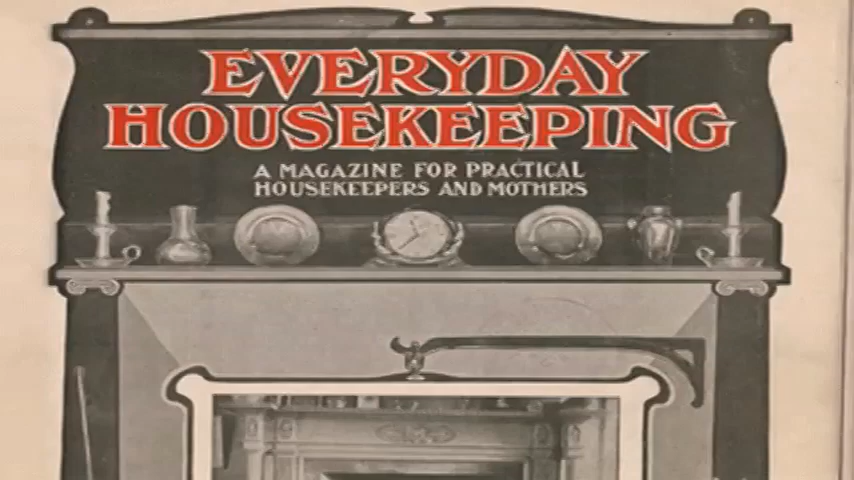 EVERYDAY
HOUSEKEEPING
A MAGAZINE FOR PRACTICAL
HOUSEKEEPERS AND MOTHERS